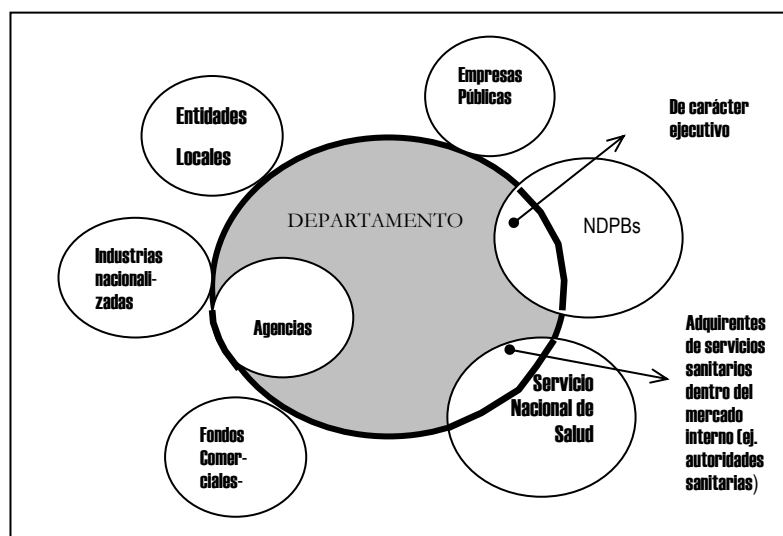 Empresas
Públicas
De carácter
ejecutivo
Entidades
Locales
DEPARTAMENTO
NDPBs
Industrias
nacionali-
zadas
Agencias
Adquirentes
de servicios
sanitarios
dentro del
mercado
interno (ej.
autoridades
sanitarias)
Servicio
Nacional de
Salud
Fondos
Comer-
ciales-